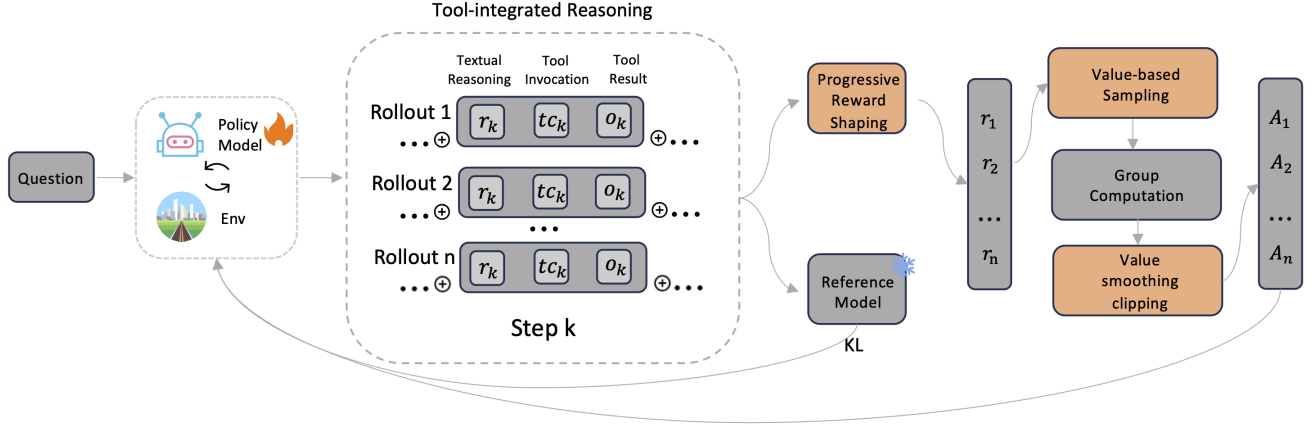 Tool-integrated Reasoning
Question
Policy
Model
Env
Textual
Reasoning
Tool
Invocation
Tool
Result
Rollout 1
r_k
tc_k
o_k
...⊕
⊕...
Rollout 2
r_k
tc_k
o_k
...⊕
⊕...
...
Rollout n
r_k
tc_k
o_k
...⊕
⊕...
Step k
Progressive
Reward
Shaping
Reference
Model
KL
r_1
r_2
...
r_n
Value-based
Sampling
Group
Computation
Value
smoothing
clipping
A_1
A_2
...
A_n